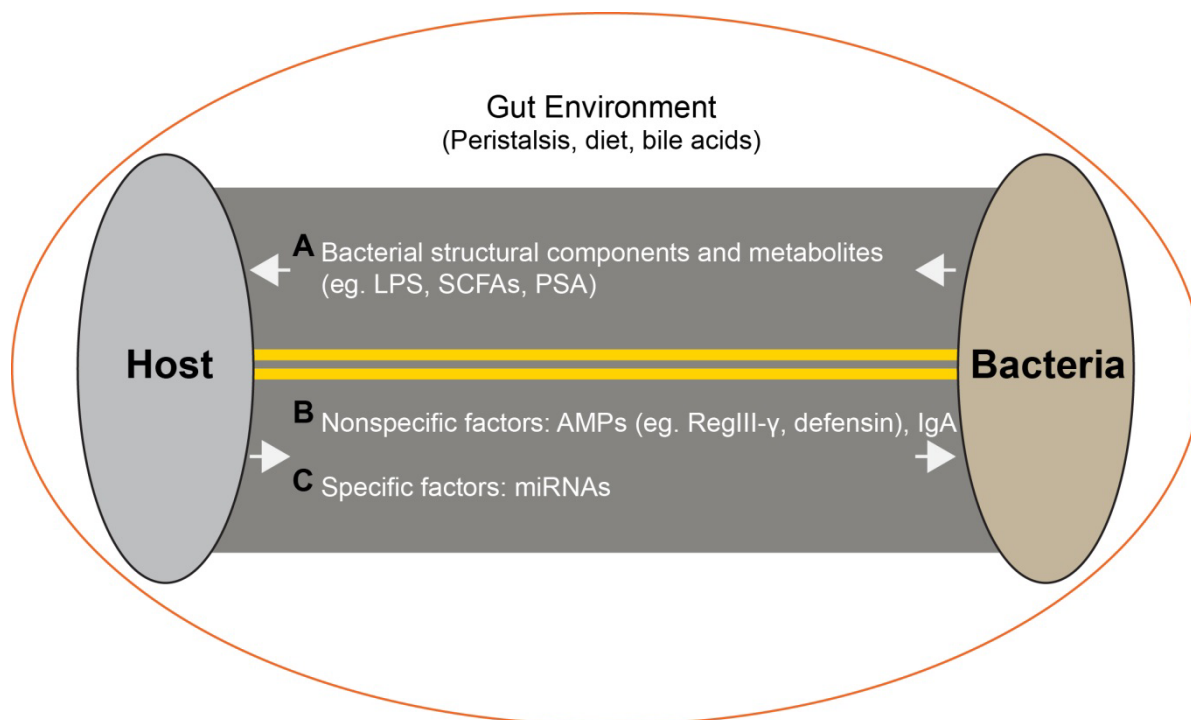 Gut Environment
(Peristalsis, diet, bile acids)
A Bacterial structural components and metabolites
(eg. LPS, SCFAs, PSA)
Host
Bacteria
B Nonspecific factors: AMPs (eg. RegIII-γ, defensin), IgA
C Specific factors: miRNAs